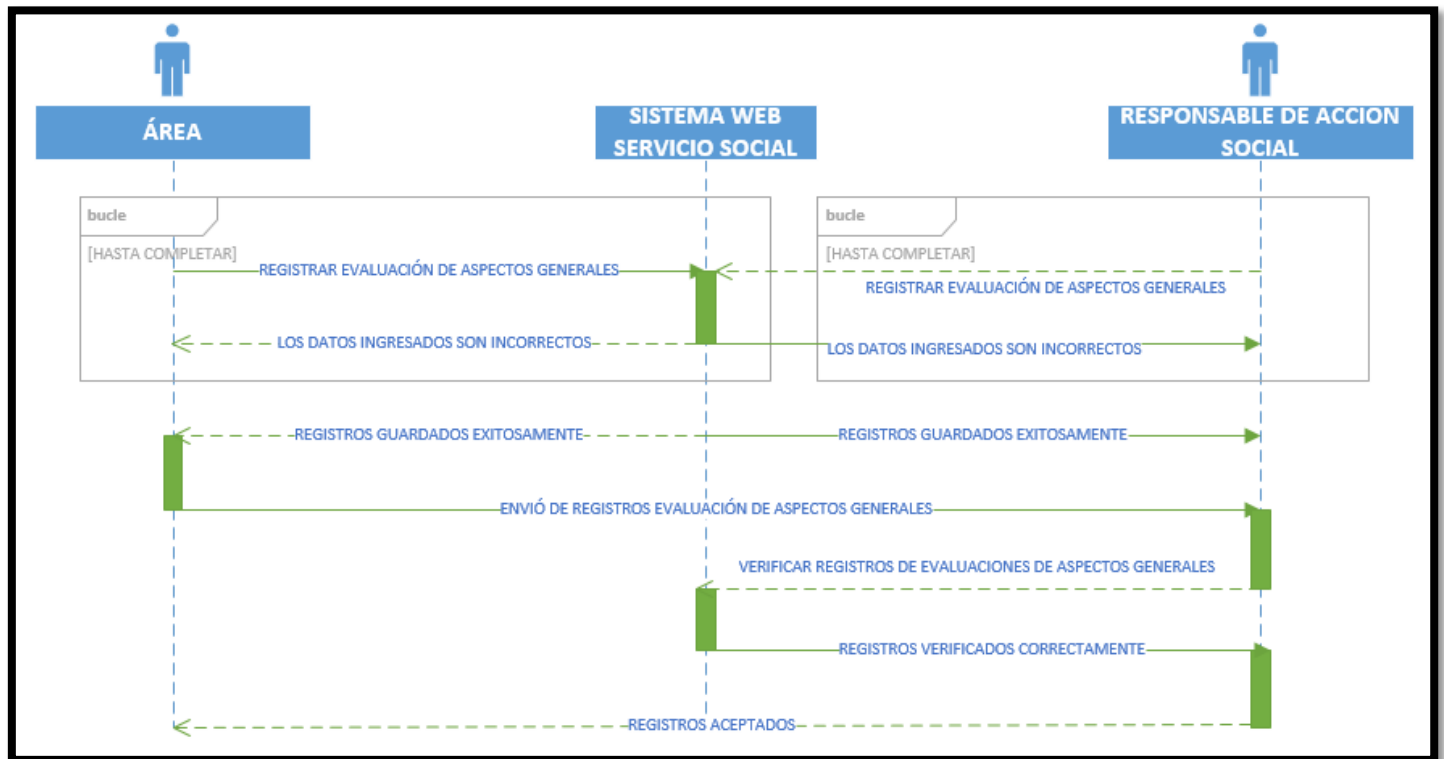 ÁREA
SISTEMA WEB
SERVICIO SOCIAL
RESPONSABLE DE ACCION
SOCIAL
bucle
[HASTA COMPLETAR]
bucle
[HASTA COMPLETAR]
REGISTRAR EVALUACIÓN DE ASPECTOS GENERALES
REGISTRAR EVALUACIÓN DE ASPECTOS GENERALES
LOS DATOS INGRESADOS SON INCORRECTOS
LOS DATOS INGRESADOS SON INCORRECTOS
REGISTROS GUARDADOS EXITOSAMENTE
REGISTROS GUARDADOS EXITOSAMENTE
ENVIÓ DE REGISTROS EVALUACIÓN DE ASPECTOS GENERALES
VERIFICAR REGISTROS DE EVALUACIONES DE ASPECTOS GENERALES
REGISTROS VERIFICADOS CORRECTAMENTE
REGISTROS ACEPTADOS